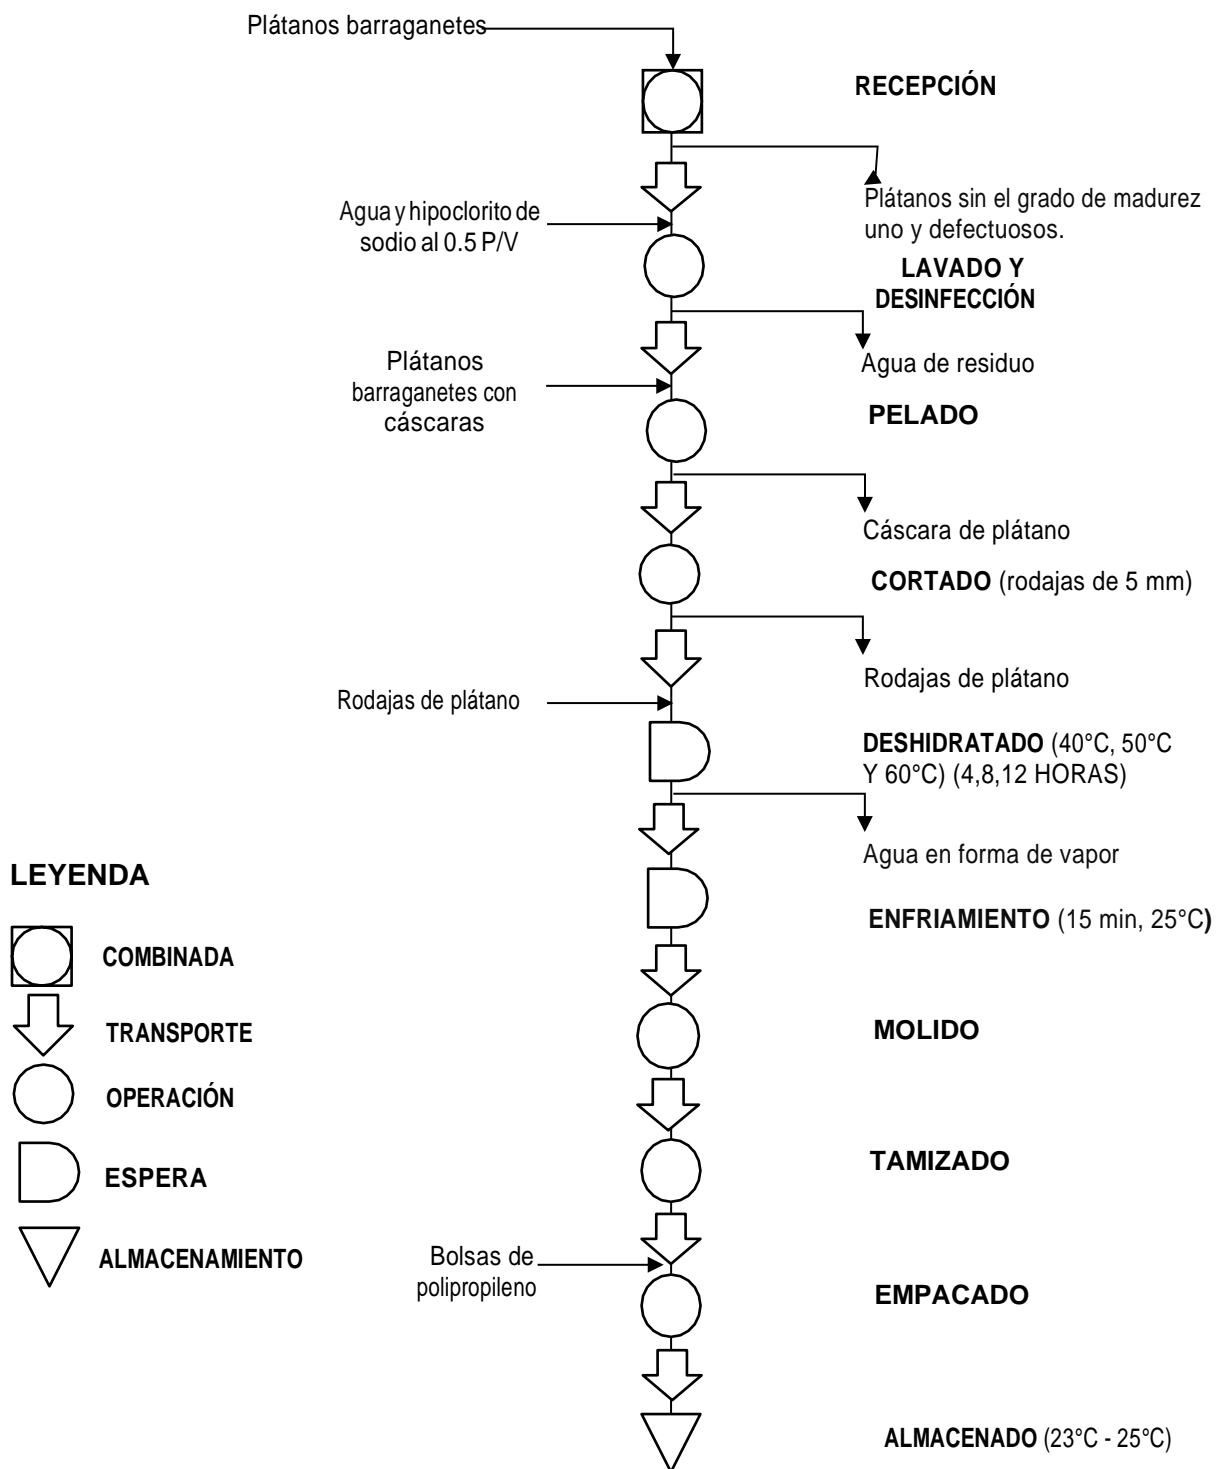 Plátanos barraganetes
RECEPCIÓN
Plátanos sin el grado de madurez
uno y defectuosos.
Agua y hipoclorito de
sodio al 0.5 P/V
LAVADO Y
DESINFECCIÓN
Agua de residuo
Plátanos
barraganetes con
cáscaras
PELADO
Cáscara de plátano
CORTADO (rodajas de 5 mm)
Rodajas de plátano
Rodajas de plátano
DESHIDRATADO (40°C, 50°C
Y 60°C) (4,8,12 HORAS)
Agua en forma de vapor
ENFRIAMIENTO (15 min, 25°C)
MOLIDO
TAMIZADO
Bolsas de
polipropileno
EMPACADO
ALMACENADO (23°C - 25°C)
LEYENDA
COMBINADA
TRANSPORTE
OPERACIÓN
ESPERA
ALMACENAMIENTO